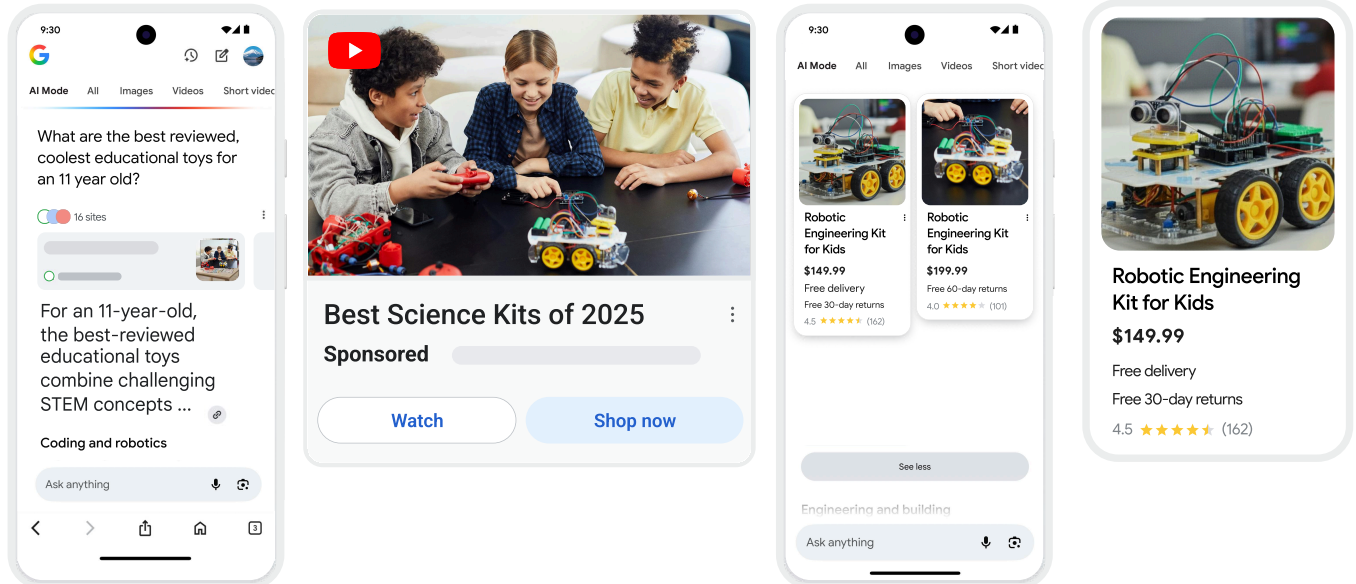 9:30
AI Mode All Images Videos Short videc
What are the best reviewed,
coolest educational toys for
an 11 year old?
16 sites
For an 11-year-old,
the best-reviewed
educational toys
combine challenging
STEM concepts ...
Coding and robotics
Ask anything
3
Best Science Kits of 2025
Sponsored
Watch Shop now
9:30
AI Mode All Images Videos Short videc
Robotic
Engineering Kit
for Kids
$149.99
Free delivery
Free 30-day returns
4.5 (162)
Robotic
Engineering Kit
for Kids
$199.99
Free 60-day returns
4.0 (101)
See less
Engineering and building
Ask anything
Robotic Engineering
Kit for Kids
$149.99
Free delivery
Free 30-day returns
4.5 (162)